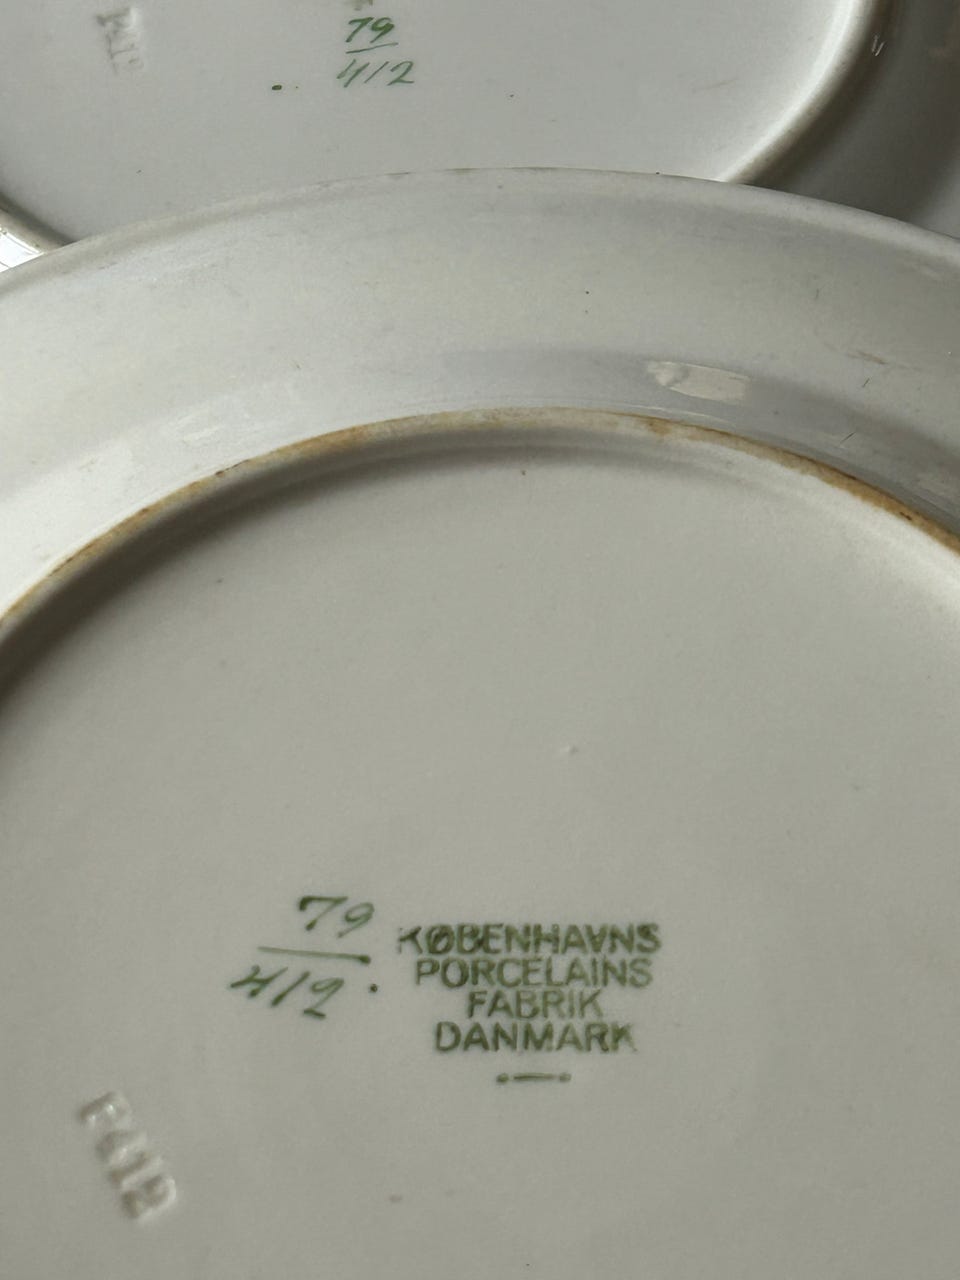 79
412
79
412
KØBENHAVNS
PORCELAINS
FABRIK
DANMARK